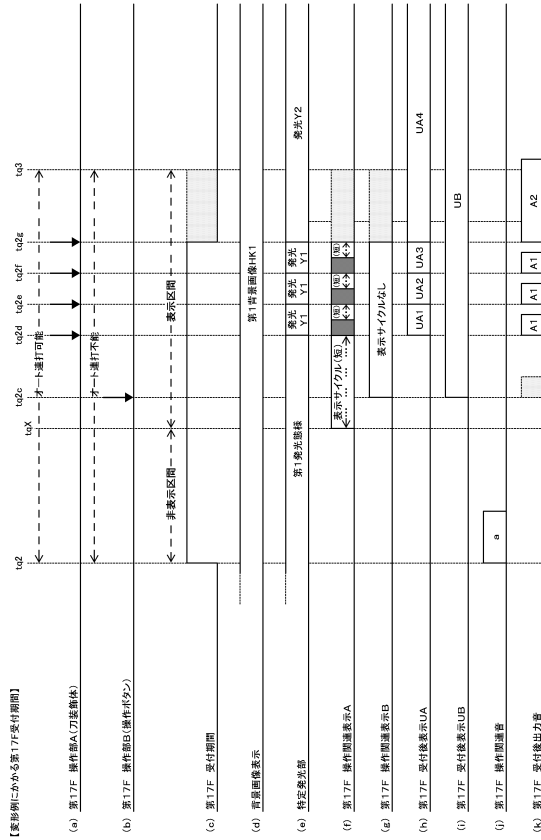 【変形例にかかる第17F受付期間】
tq2
tqX
tq2c
tq2d
tq2e
tq2f
tq2g
tq3
オート連打可能
(a) 第17F 操作部A(刀装飾体)
オート連打不能
(b) 第17F 操作部B(操作ボタン)
非表示区間
表示区間
(c) 第17F 受付期間
(d) 背景画像表示
第1背景画像HK1
(e) 特定発光部
第1発光態様
発光Y1
発光Y1
発光Y1
発光Y2
(f) 第17F 操作関連表示A
表示サイクル(短)
(短)
(短)
(短)
(g) 第17F 操作関連表示B
表示サイクルなし
(h) 第17F 受付後表示UA
UA1
UA2
UA3
UA4
(i) 第17F 受付後表示UB
UB
(j) 第17F 操作関連音
a
(k) 第17F 受付後出力音
A1
A1
A1
A2